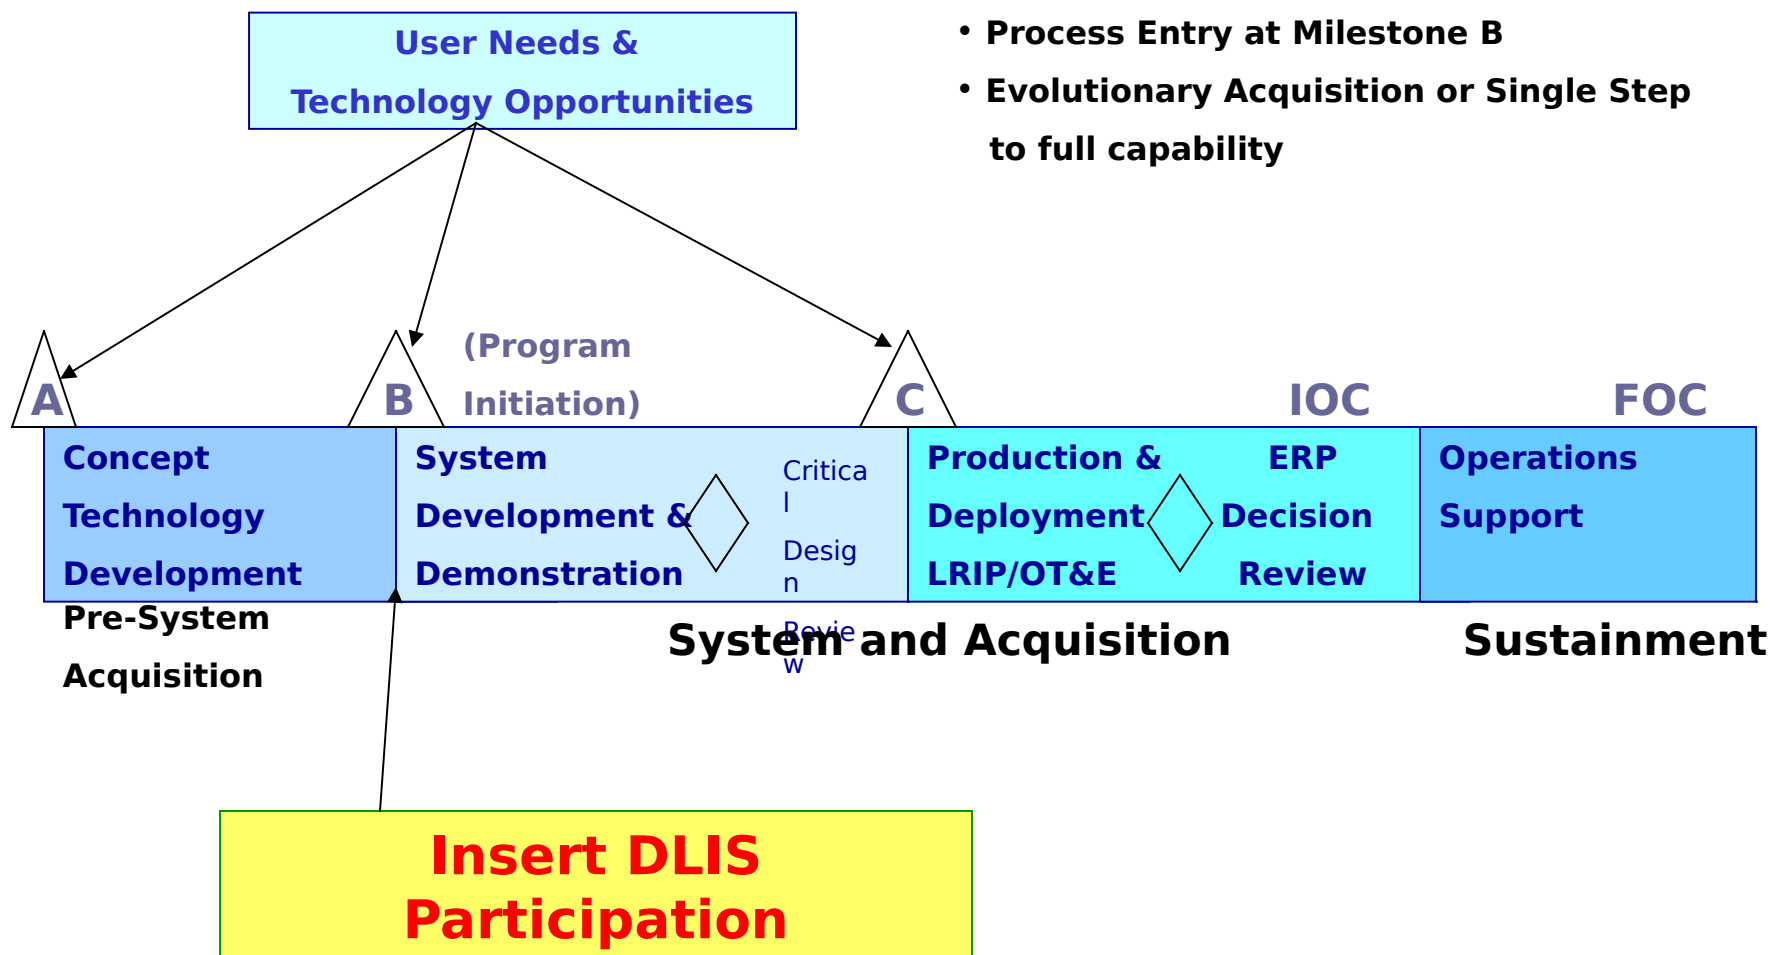 User Needs &
Technology Opportunities
• Process Entry at Milestone B
• Evolutionary Acquisition or Single Step
to full capability
(Program
Initiation)
A
B
C
IOC
FOC
Concept
Technology
Development
System
Development &
Demonstration
Critica
l
Desig
n
Revie
w
Production &
Deployment
LRIP/OT&E
ERP
Decision
Review
Operations
Support
Pre-System
Acquisition
System and Acquisition
Sustainment
Insert DLIS
Participation